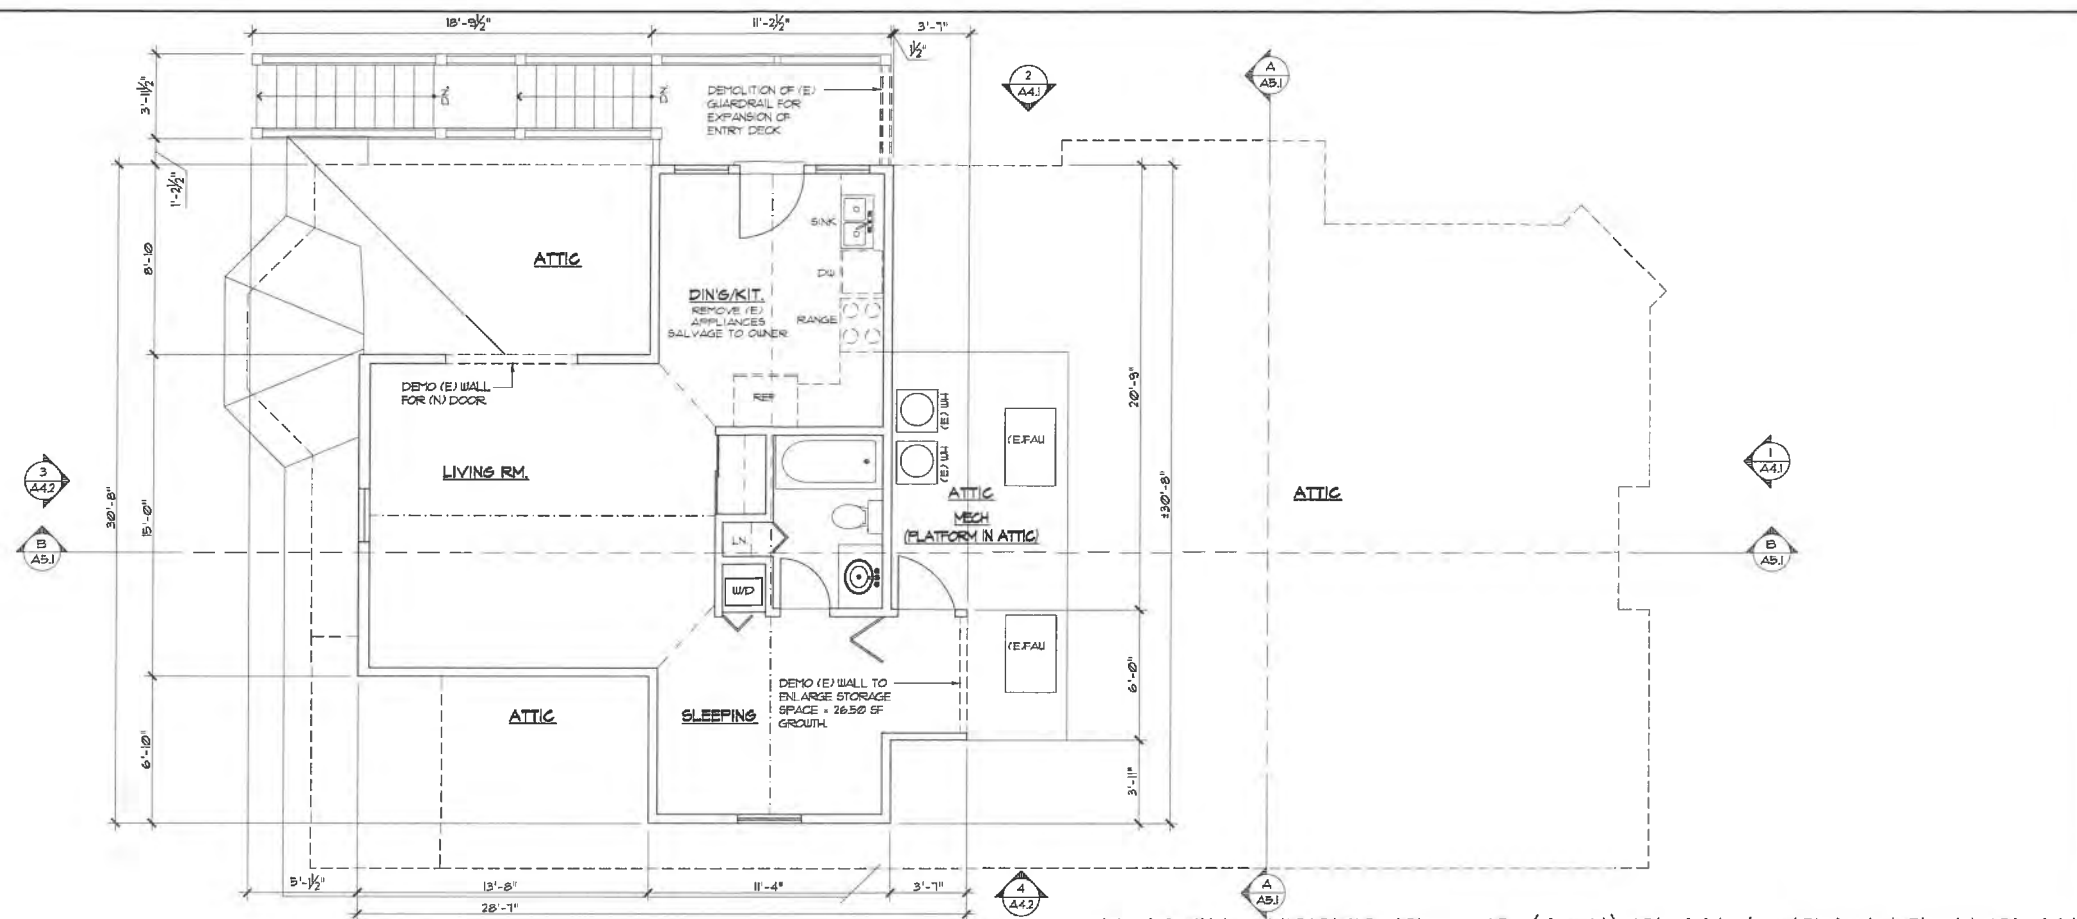 18'-9½"
11'-2½"
3'-7"
½"
3'-11½"
DN.
DN.
DEMOLITION OF (E)
GUARDRAIL FOR
EXPANSION OF
ENTRY DECK
2
A4.1
A
A5.1
1'-2½"
8'-10
ATTIC
SINK
DW
DIN'G/KIT.
REMOVE (E)
APPLIANCES
SALVAGE TO OWNER
RANGE
DEMO (E) WALL
FOR (N) DOOR
REF
20'-9"
(E) WH
(E) WH
(E)FAU
3
A4.2
LIVING RM.
1
A4.1
ATTIC
MECH
(PLATFORM IN ATTIC)
ATTIC
30'-8"
15'-0"
±30'-8"
LN.
B
A5.1
B
A5.1
W/D
(E)FAU
DEMO (E) WALL TO
ENLARGE STORAGE
SPACE = 26.50 SF
GROWTH.
6'-0"
ATTIC
SLEEPING
6'-10"
3'-11"
5'-1½"
13'-8"
11'-4"
3'-7"
28'-7"
4
A4.2
A
A5.1